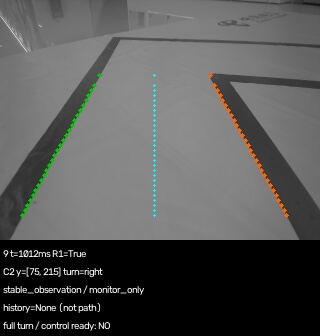 9 t=1012ms R1=True
C2 y=[75, 215] turn=right
stable_observation / monitor_only
history=None (not path)
full turn / control ready: NO